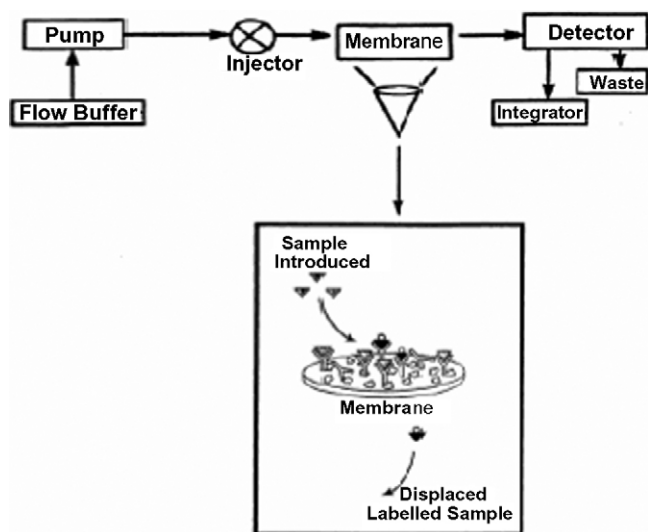 Pump
Injector
Membrane
Detector
Flow Buffer
Integrator
Waste
Sample
Introduced
Membrane
Displaced
Labelled Sample